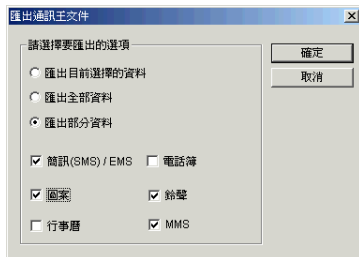 匯出通訊王文件
請選擇要匯出的選項
匯出目前選擇的資料
匯出全部資料
匯出部分資料
簡訊(SMS) / EMS
電話簿
圖案
鈴聲
行事曆
MMS
確定
取消